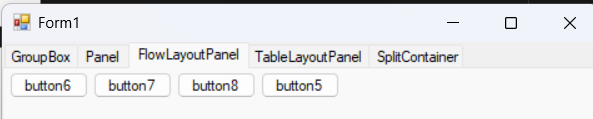 Form1
GroupBox Panel FlowLayoutPanel TableLayoutPanel SplitContainer
button6 button7 button8 button5